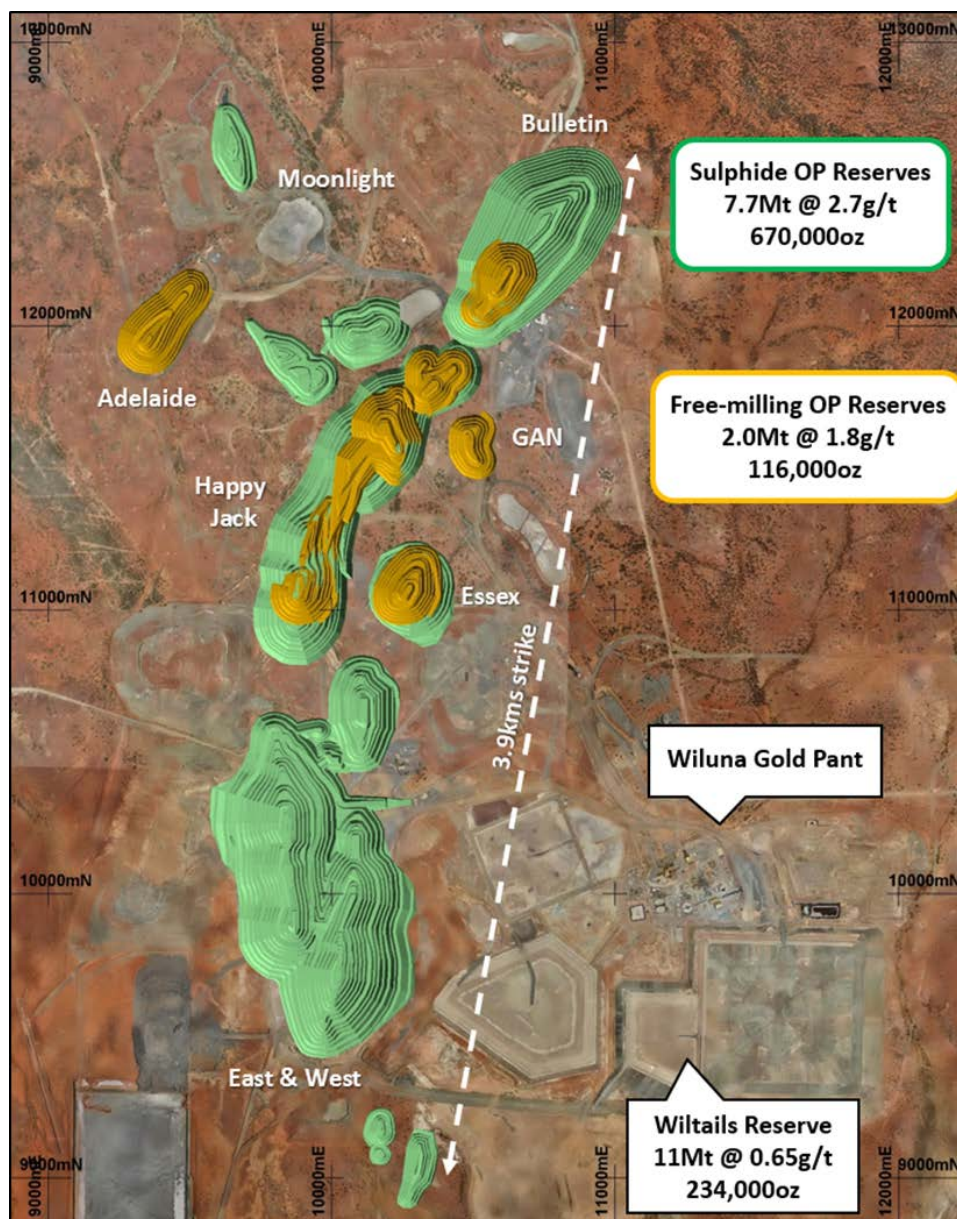 13000mN
9000mE
10000mE
11000mE
13000mN
12000mE
Bulletin
Moonlight
Sulphide OP Reserves
7.7Mt @ 2.7g/t
670,000oz
12000mN
12000mN
Adelaide
Free-milling OP Reserves
2.0Mt @ 1.8g/t
116,000oz
GAN
Happy
Jack
11000mN
11000mN
Essex
3.9kms strike
Wiluna Gold Pant
10000mN
10000mN
East & West
Wiltails Reserve
11Mt @ 0.65g/t
234,000oz
9000mN
10000mE
11000mE
9000mN
12000mE